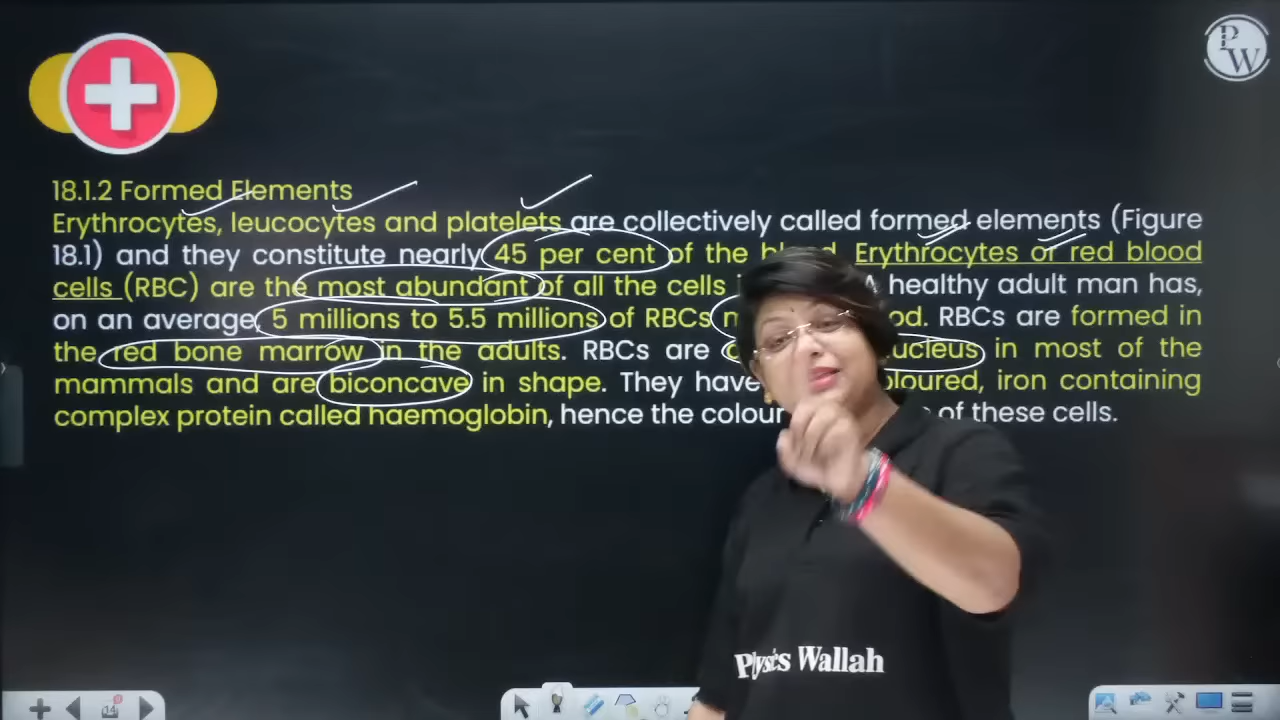 PW
18.1.2 Formed Elements
Erythrocytes, leucocytes and platelets are collectively called formed elements (Figure
18.1) and they constitute nearly 45 per cent of the Erythrocytes or red blood
cells (RBC) are the most abundant of all the cells A healthy adult man has,
on an average, 5 millions to 5.5 millions of RBCs RBCs are formed in
the red bone marrow in the adults. RBCs are in most of the
mammals and are biconcave in shape. They have iron containing
complex protein called haemoglobin, hence the colour of these cells.
Physics Wallah
14